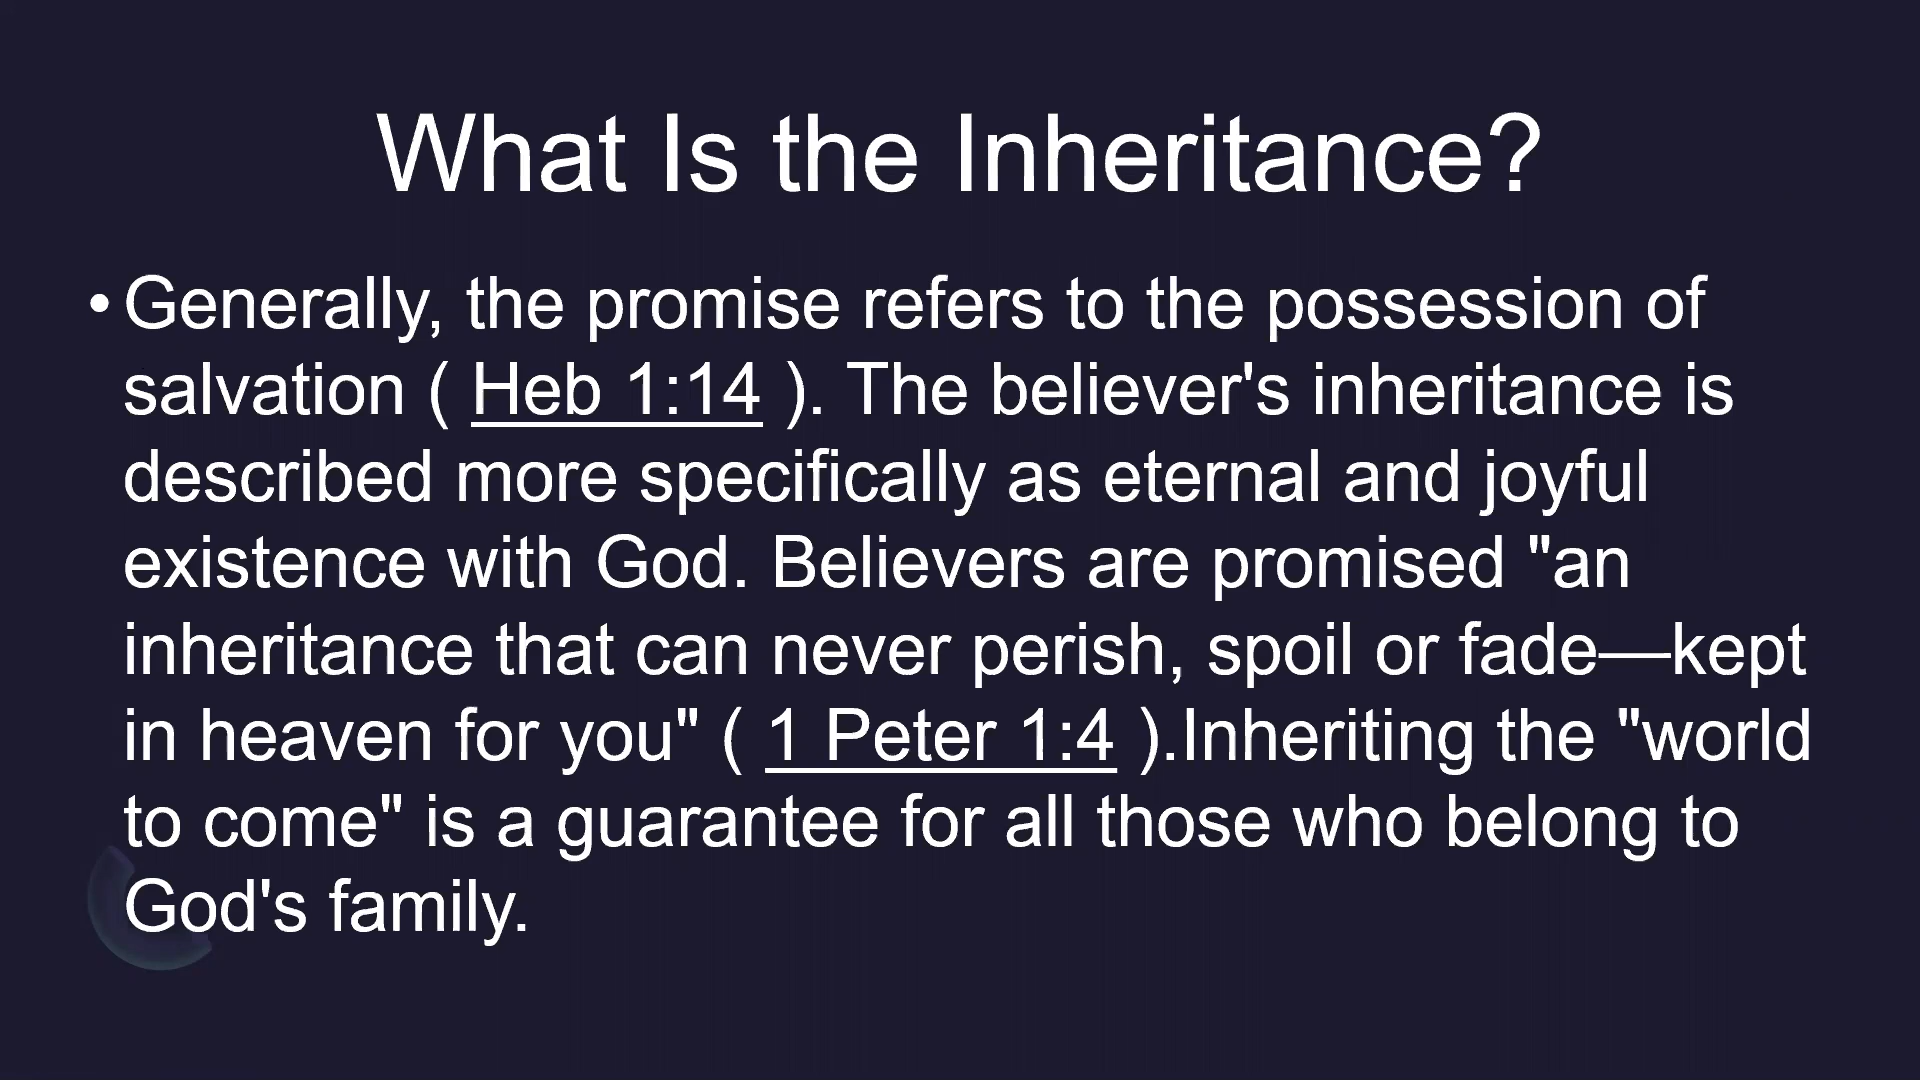 What Is the Inheritance?
• Generally, the promise refers to the possession of
salvation ( Heb 1:14 ). The believer's inheritance is
described more specifically as eternal and joyful
existence with God. Believers are promised "an
inheritance that can never perish, spoil or fade—kept
in heaven for you" ( 1 Peter 1:4 ).Inheriting the "world
to come" is a guarantee for all those who belong to
God's family.